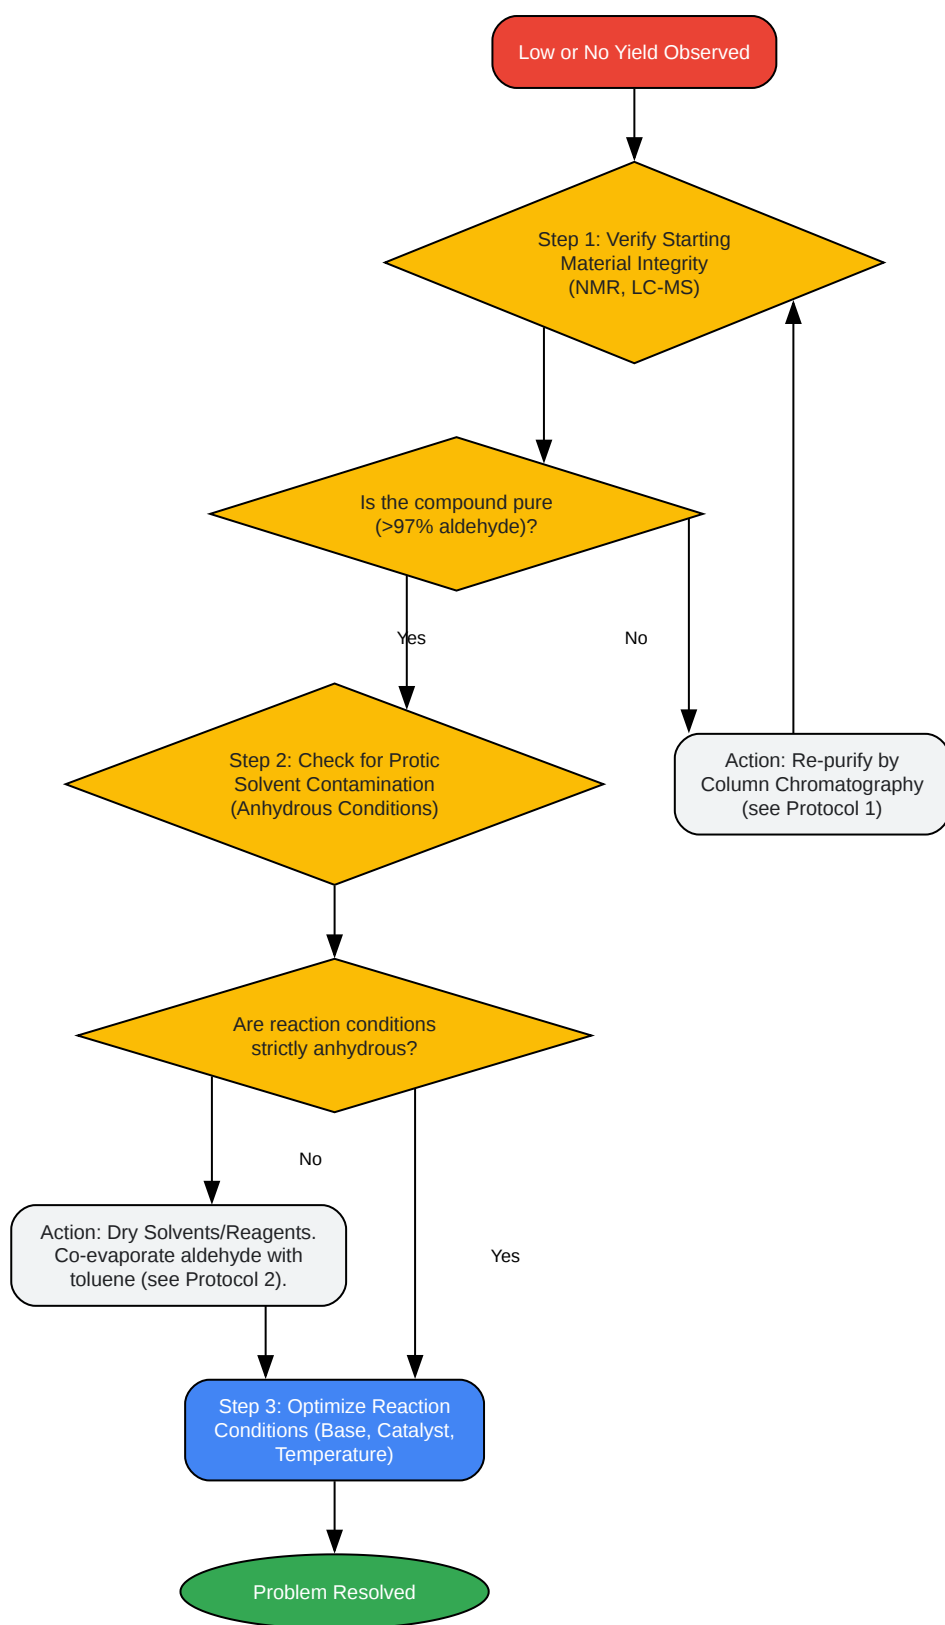 Low or No Yield Observed
Step 1: Verify Starting
Material Integrity
(NMR, LC-MS)
Is the compound pure
(>97% aldehyde)?
Yes
No
Step 2: Check for Protic
Solvent Contamination
(Anhydrous Conditions)
Action: Re-purify by
Column Chromatography
(see Protocol 1)
Are reaction conditions
strictly anhydrous?
No
Action: Dry Solvents/Reagents.
Co-evaporate aldehyde with
toluene (see Protocol 2).
Yes
Step 3: Optimize Reaction
Conditions (Base, Catalyst,
Temperature)
Problem Resolved